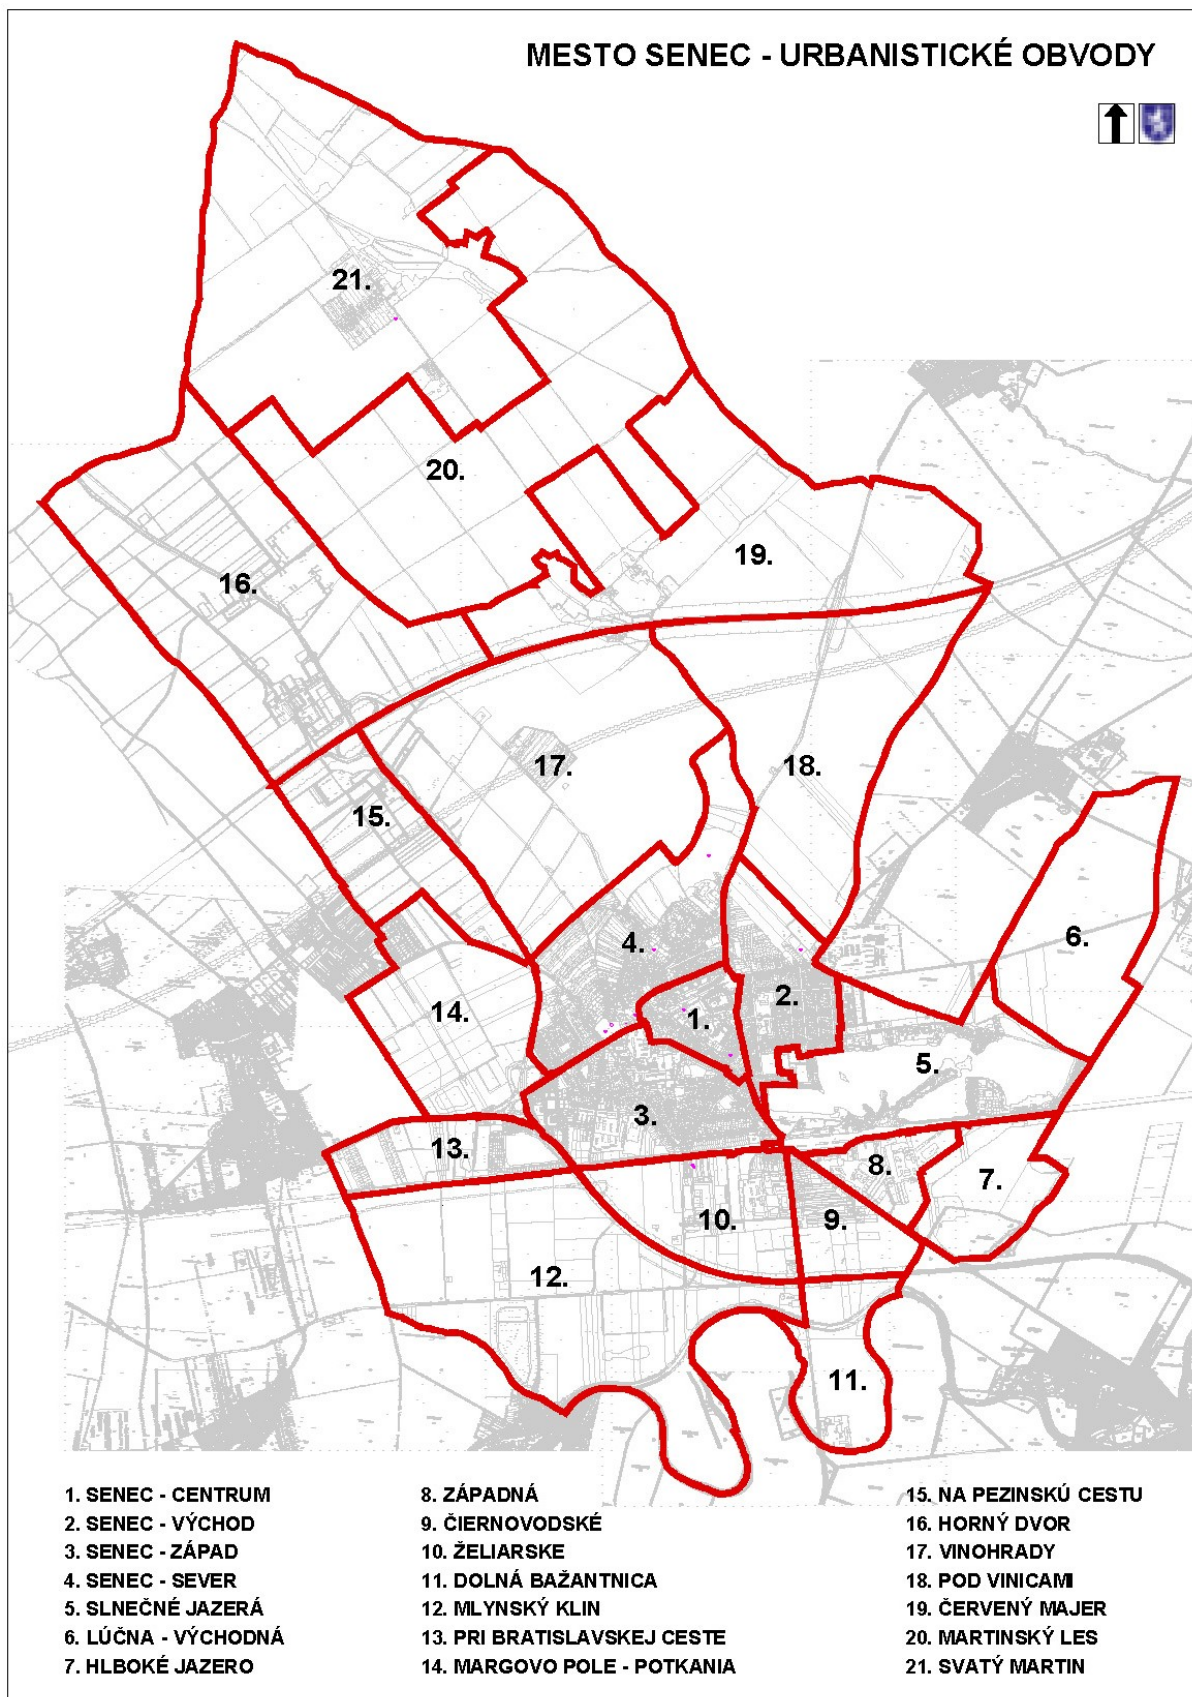 MESTO SENEC - URBANISTICKÉ OBVODY
21.
20.
19.
16.
17.
18.
15.
6.
4.
2.
14.
1.
5.
3.
13.
8.
7.
10.
9.
12.
11.
1. SENEC - CENTRUM
2. SENEC - VÝCHOD
3. SENEC - ZÁPAD
4. SENEC - SEVER
5. SLNEČNÉ JAZERÁ
6. LÚČNA - VÝCHODNÁ
7. HLBOKÉ JAZERO
8. ZÁPADNÁ
9. ČIERNOVODSKÉ
10. ŽELIARSKE
11. DOLNÁ BAŽANTNICA
12. MLYNSKÝ KLIN
13. PRI BRATISLAVSKEJ CESTE
14. MARGOVO POLE - POTKANIA
15. NA PEZINSKÚ CESTU
16. HORNÝ DVOR
17. VINOHRADY
18. POD VINICAMI
19. ČERVENÝ MAJER
20. MARTINSKÝ LES
21. SVATÝ MARTIN